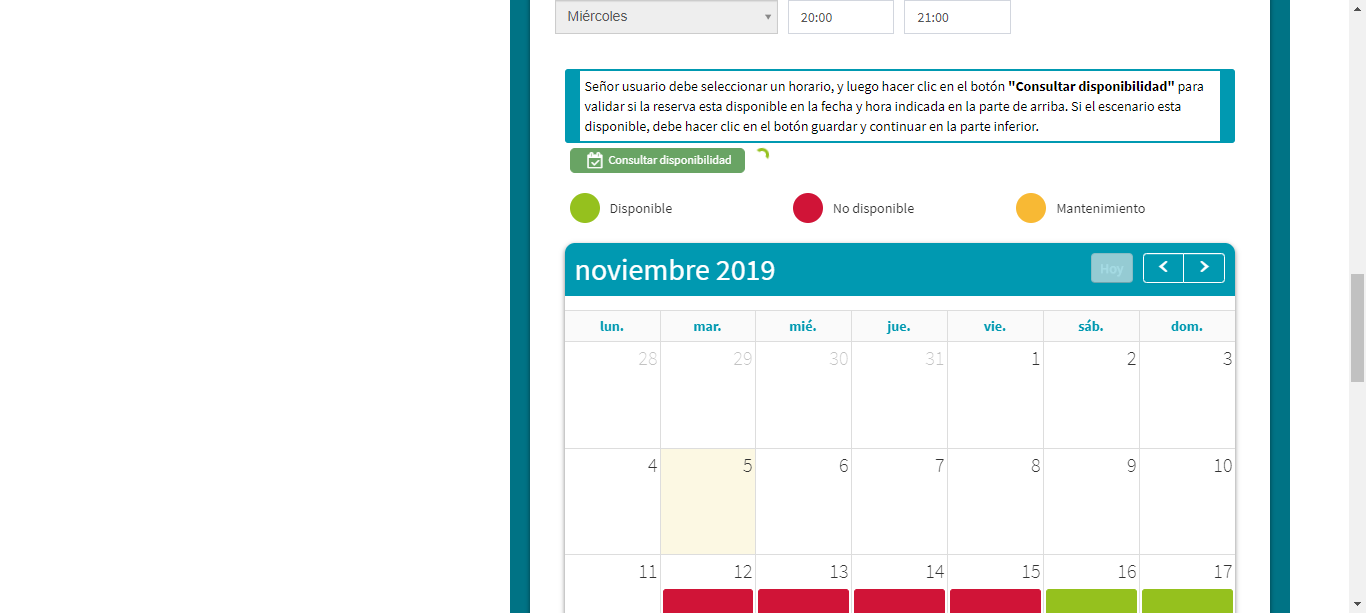 Miércoles 20:00 21:00
Señor usuario debe seleccionar un horario, y luego hacer clic en el botón "Consultar disponibilidad" para
validar si la reserva esta disponible en la fecha y hora indicada en la parte de arriba. Si el escenario esta
disponible, debe hacer clic en el botón guardar y continuar en la parte inferior.
Consultar disponibilidad
Disponible No disponible Mantenimiento
noviembre 2019 Hoy
lun. mar. mié. jue. vie. sáb. dom.
28 29 30 31 1 2 3
4 5 6 7 8 9 10
11 12 13 14 15 16 17